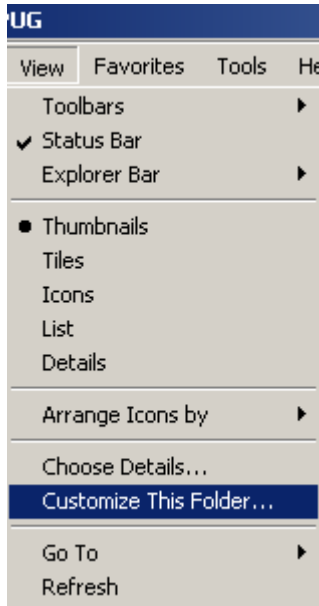 PUG
View Favorites Tools He
Toolbars
Status Bar
Explorer Bar
Thumbnails
Tiles
Icons
List
Details
Arrange Icons by
Choose Details...
Customize This Folder...
Go To
Refresh